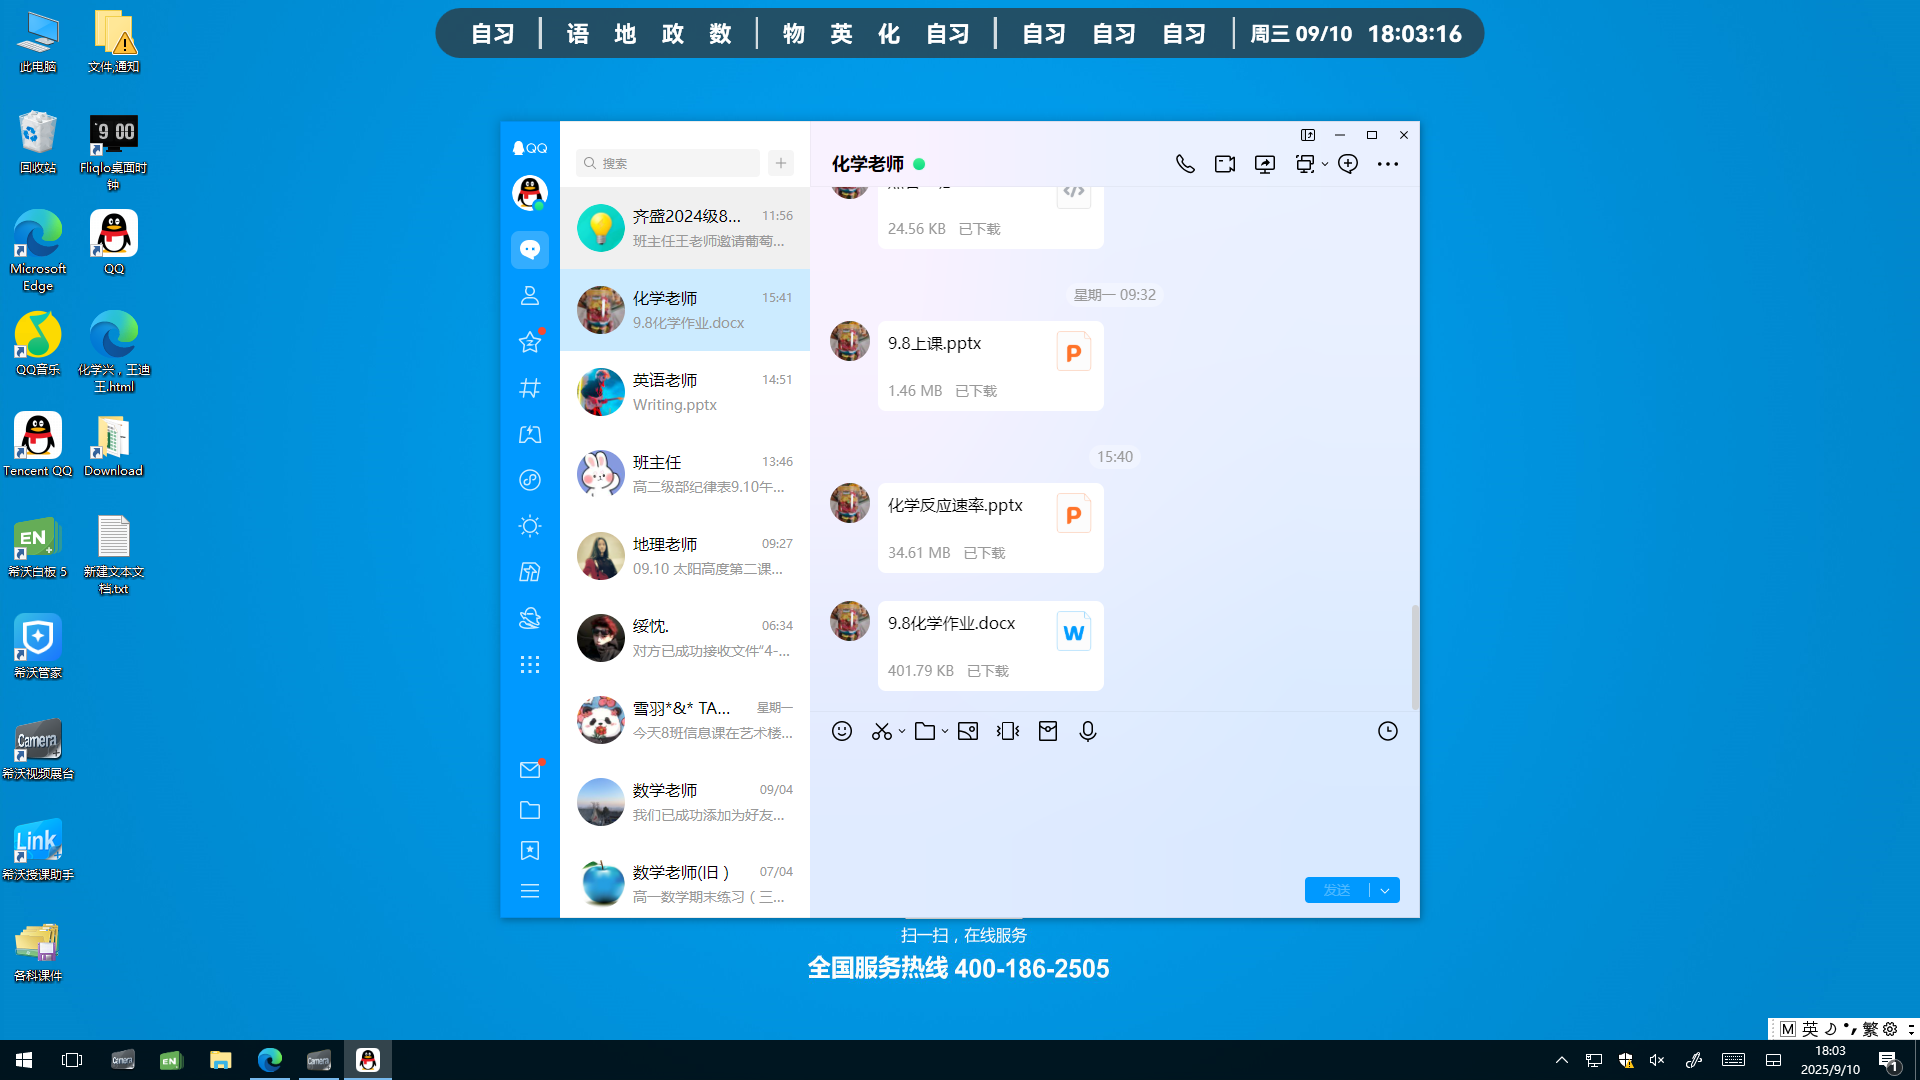 自习 语 地 政 数 物 英 化 自习 自习 自习 自习 周三 09/10 18:03:16
此电脑
文件,通知
回收站
Fliqlo桌面时
钟
9 00
Microsoft
Edge
QQ
QQ音乐
化学兴，王迪
王.html
Tencent QQ
Download
EN
希沃白板 5
新建文本文
档.txt
希沃管家
Camera
希沃视频展台
Link
希沃授课助手
各科课件
QQ
搜索
齐盛2024级8... 11:56
班主任王老师邀请葡萄...
化学老师 15:41
9.8化学作业.docx
英语老师 14:51
Writing.pptx
班主任 13:46
高二级部纪律表9.10午...
地理老师 09:27
09.10 太阳高度第二课...
绥忱. 06:34
对方已成功接收文件"4-...
雪羽*&* TA... 星期一
今天8班信息课在艺术楼...
数学老师 09/04
我们已成功添加为好友...
数学老师(旧) 07/04
高一数学期末练习（三...
化学老师
24.56 KB 已下载
星期一 09:32
9.8上课.pptx
P
1.46 MB 已下载
15:40
化学反应速率.pptx
P
34.61 MB 已下载
9.8化学作业.docx
W
401.79 KB 已下载
发送
扫一扫，在线服务
全国服务热线 400-186-2505
M 英 繁
Camera
EN
Camera
18:03
2025/9/10
1